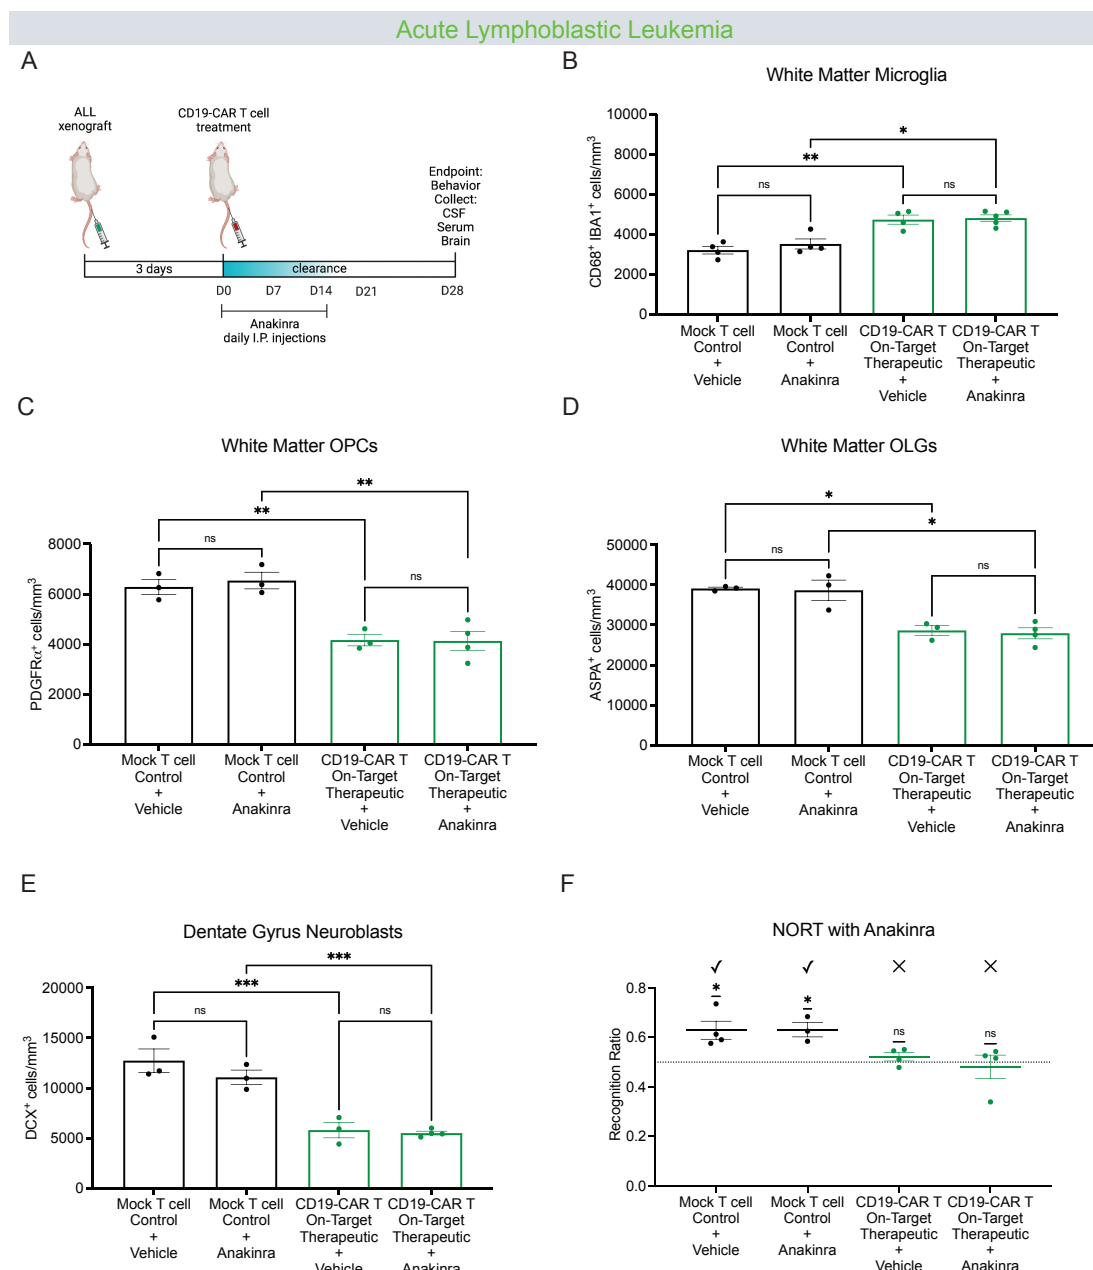 Acute Lymphoblastic Leukemia
A
ALL
xenograft
CD19-CAR T cell
treatment
Endpoint:
Behavior
Collect:
CSF
Serum
Brain
3 days
clearance
D0 D7 D14 D21 D28
Anakinra
daily I.P. injections
B
White Matter Microglia
CD68+ IBA1+ cells/mm3
10000
8000
6000
4000
2000
0
*
**
ns
ns
Mock T cell
Control
+
Vehicle
Mock T cell
Control
+
Anakinra
CD19-CAR T
On-Target
Therapeutic
+
Vehicle
CD19-CAR T
On-Target
Therapeutic
+
Anakinra
C
White Matter OPCs
PDGFRα+ cells/mm3
8000
6000
4000
2000
0
**
**
ns
ns
Mock T cell
Control
+
Vehicle
Mock T cell
Control
+
Anakinra
CD19-CAR T
On-Target
Therapeutic
+
Vehicle
CD19-CAR T
On-Target
Therapeutic
+
Anakinra
D
White Matter OLGs
ASPA+ cells/mm3
50000
40000
30000
20000
10000
0
*
*
ns
ns
Mock T cell
Control
+
Vehicle
Mock T cell
Control
+
Anakinra
CD19-CAR T
On-Target
Therapeutic
+
Vehicle
CD19-CAR T
On-Target
Therapeutic
+
Anakinra
E
Dentate Gyrus Neuroblasts
DCX+ cells/mm3
20000
15000
10000
5000
0
***
***
ns
ns
Mock T cell
Control
+
Vehicle
Mock T cell
Control
+
Anakinra
CD19-CAR T
On-Target
Therapeutic
+
Vehicle
CD19-CAR T
On-Target
Therapeutic
+
Anakinra
F
NORT with Anakinra
Recognition Ratio
0.8
0.6
0.4
0.2
0.0
✓ ✓ × ×
* * ns ns
Mock T cell
Control
+
Vehicle
Mock T cell
Control
+
Anakinra
CD19-CAR T
On-Target
Therapeutic
+
Vehicle
CD19-CAR T
On-Target
Therapeutic
+
Anakinra